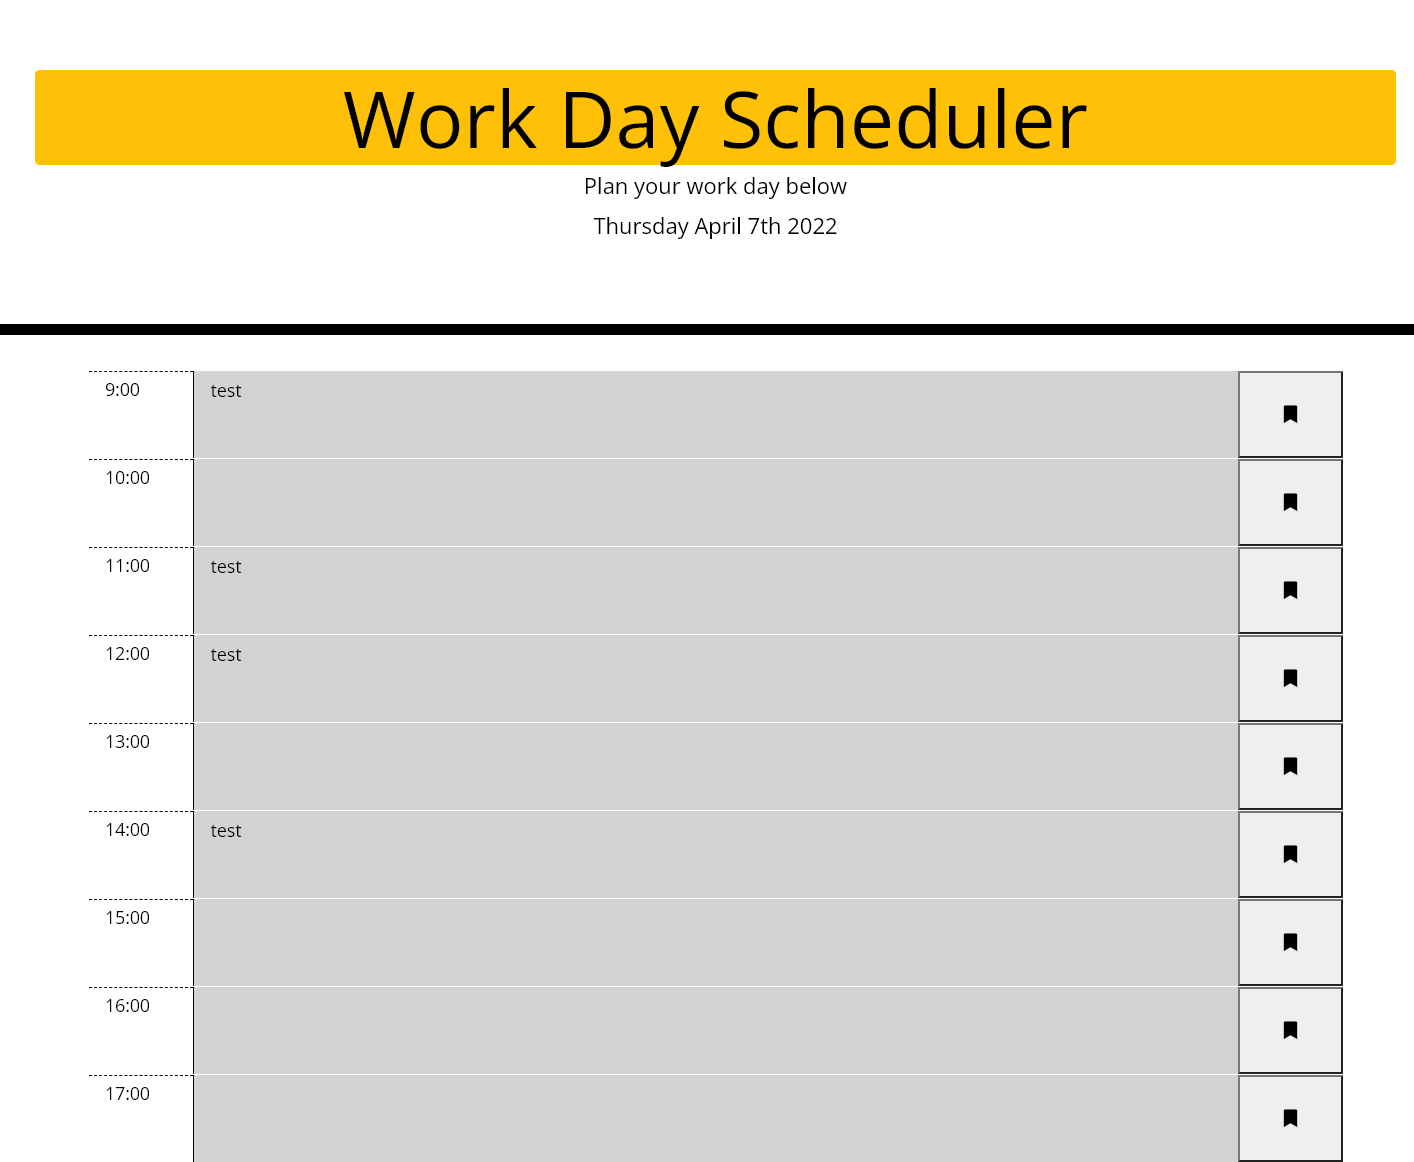 Work Day Scheduler
Plan your work day below
Thursday April 7th 2022
9:00 test
10:00
11:00 test
12:00 test
13:00
14:00 test
15:00
16:00
17:00